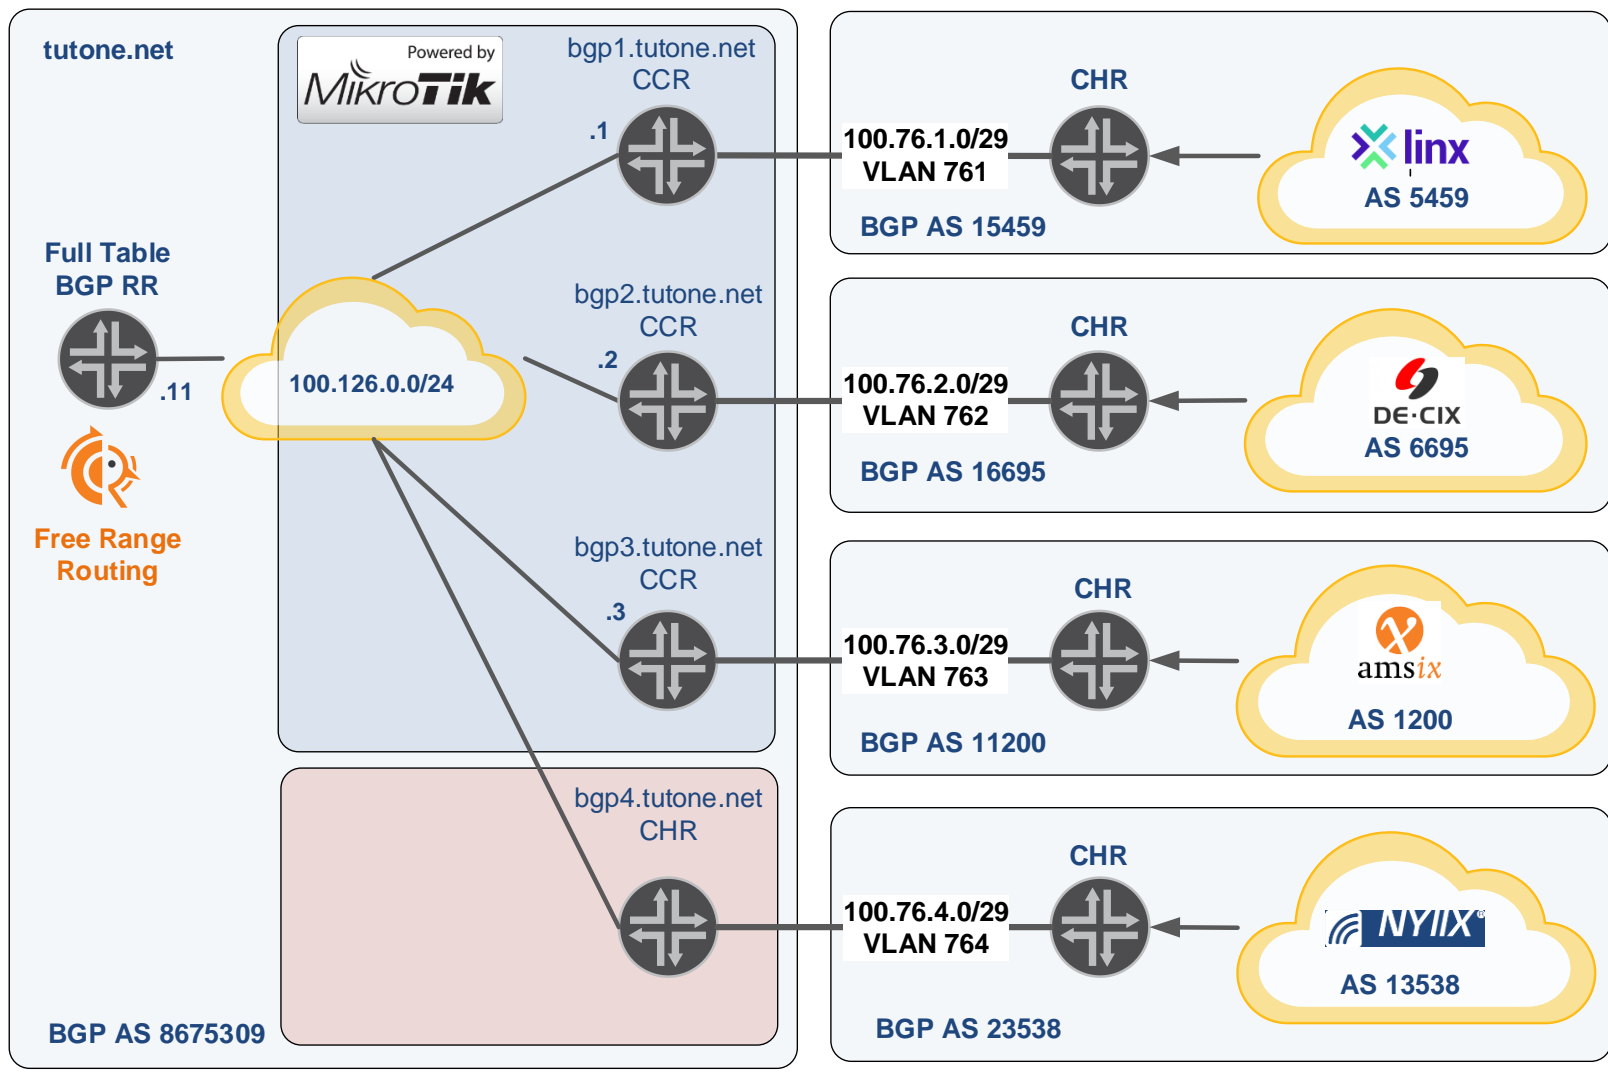 tutone.net
Powered by
MikroTik
bgp1.tutone.net
CCR
.1
Full Table
BGP RR
.11
100.126.0.0/24
Free Range
Routing
bgp2.tutone.net
CCR
.2
bgp3.tutone.net
CCR
.3
bgp4.tutone.net
CHR
BGP AS 8675309
CHR
100.76.1.0/29
VLAN 761
BGP AS 15459
linx
AS 5459
CHR
100.76.2.0/29
VLAN 762
BGP AS 16695
DE-CIX
AS 6695
CHR
100.76.3.0/29
VLAN 763
BGP AS 11200
amsix
AS 1200
CHR
100.76.4.0/29
VLAN 764
BGP AS 23538
NYIIX®
AS 13538